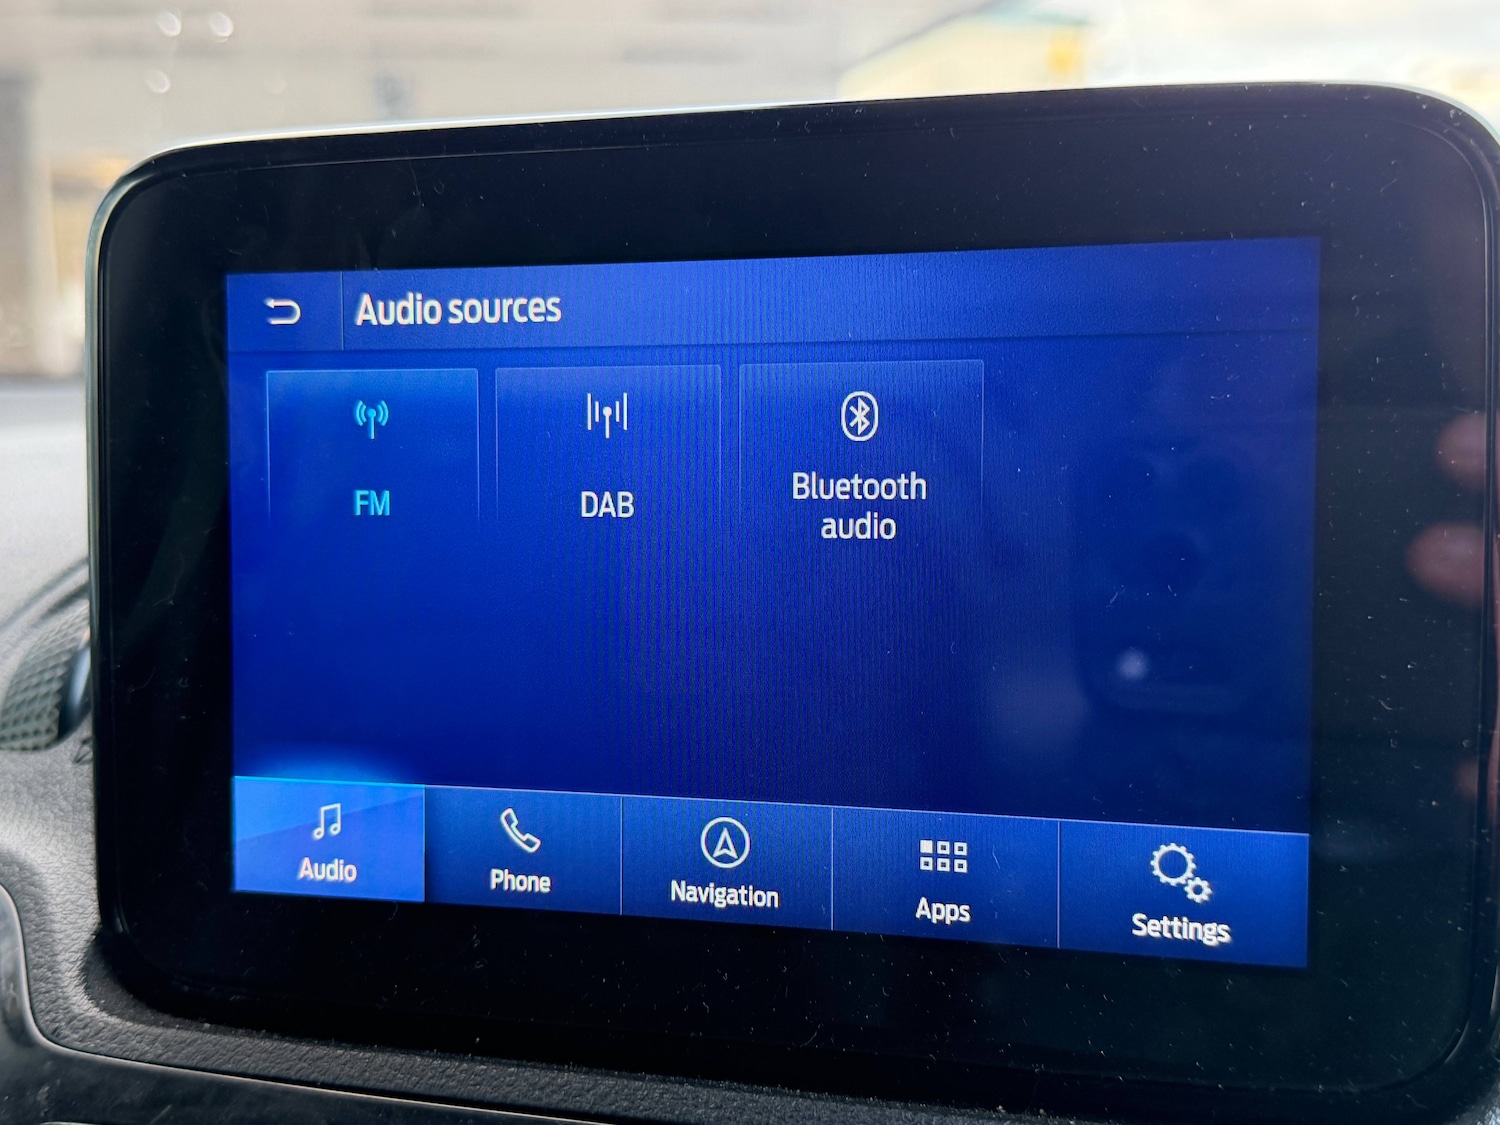 Audio sources
FM
DAB
Bluetooth
audio
Audio
Phone
Navigation
Apps
Settings